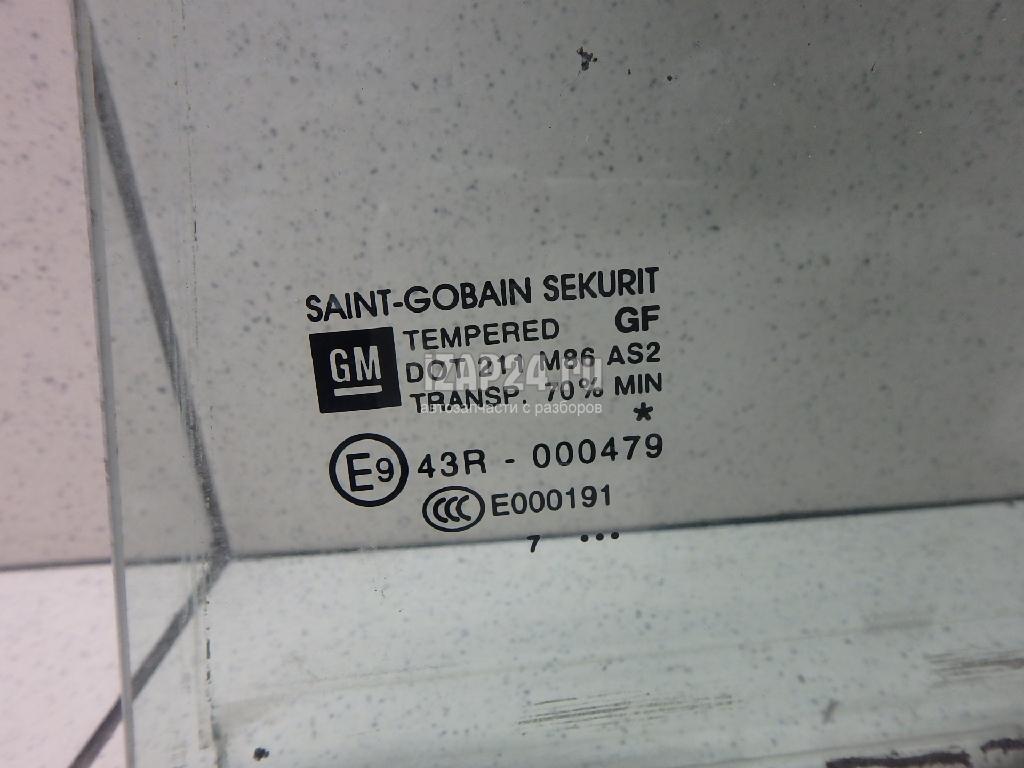 SAINT-GOBAIN SEKURIT
GM
TEMPERED GF
DOT 211 M86 AS2
TRANSP. 70% MIN
*
E9 43R - 000479
CCC E000191
7 •••
iZAP24.ru
автозапчасти с разборов